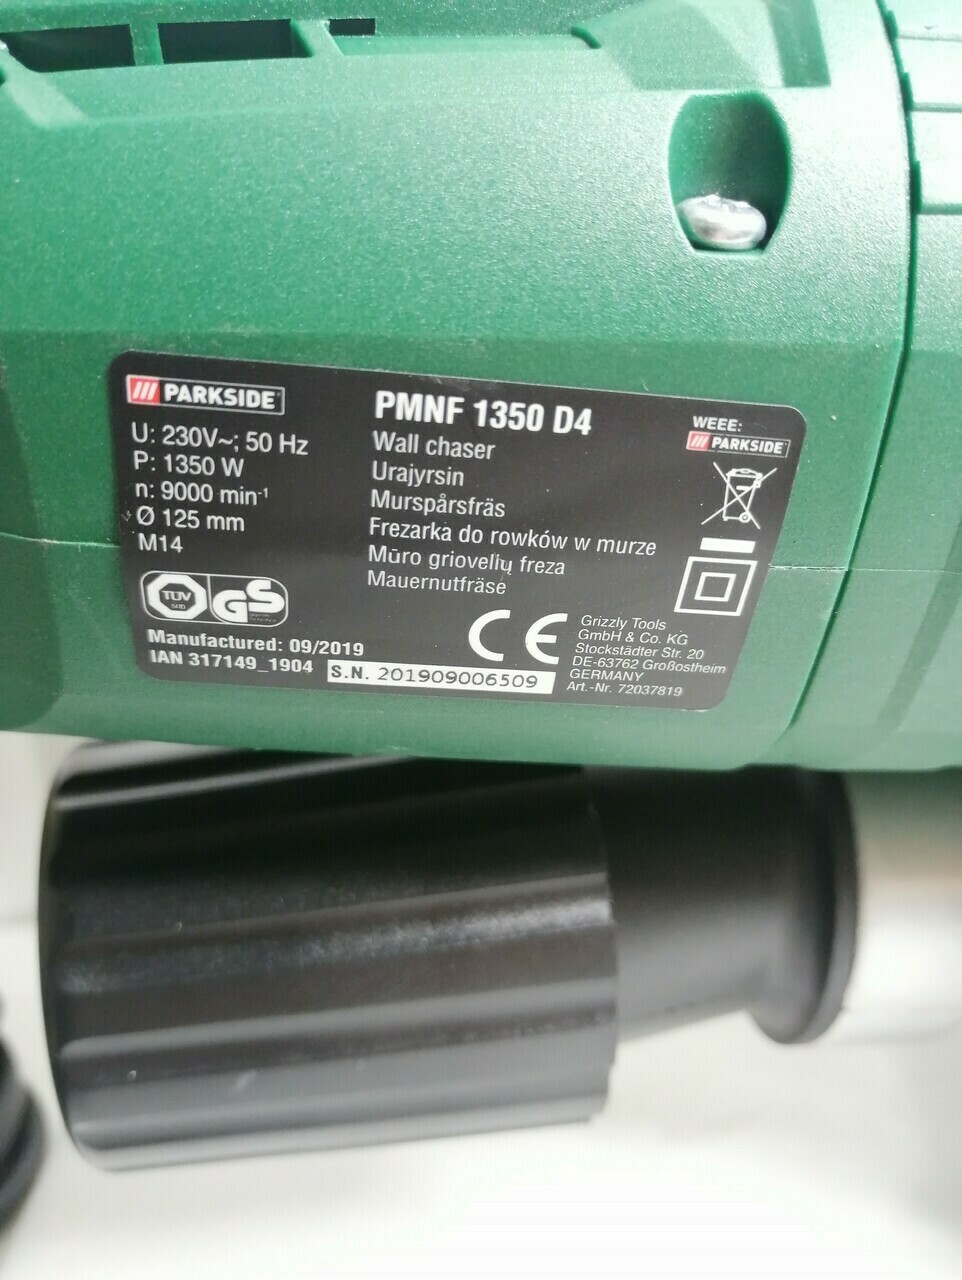 PARKSIDE
U: 230V~; 50 Hz
P: 1350 W
n: 9000 min⁻¹
Ø 125 mm
M14
PMNF 1350 D4
Wall chaser
Urajyrsin
Murspårsfräs
Frezarka do rowków w murze
Mūro griovelių freza
Mauernutfräse
WEEE:
PARKSIDE
TÜV
SÜD
GS
CE
Manufactured: 09/2019
IAN 317149_1904
S.N. 201909006509
Grizzly Tools
GmbH & Co. KG
Stockstädter Str. 20
DE-63762 Großostheim
GERMANY
Art.-Nr. 72037819